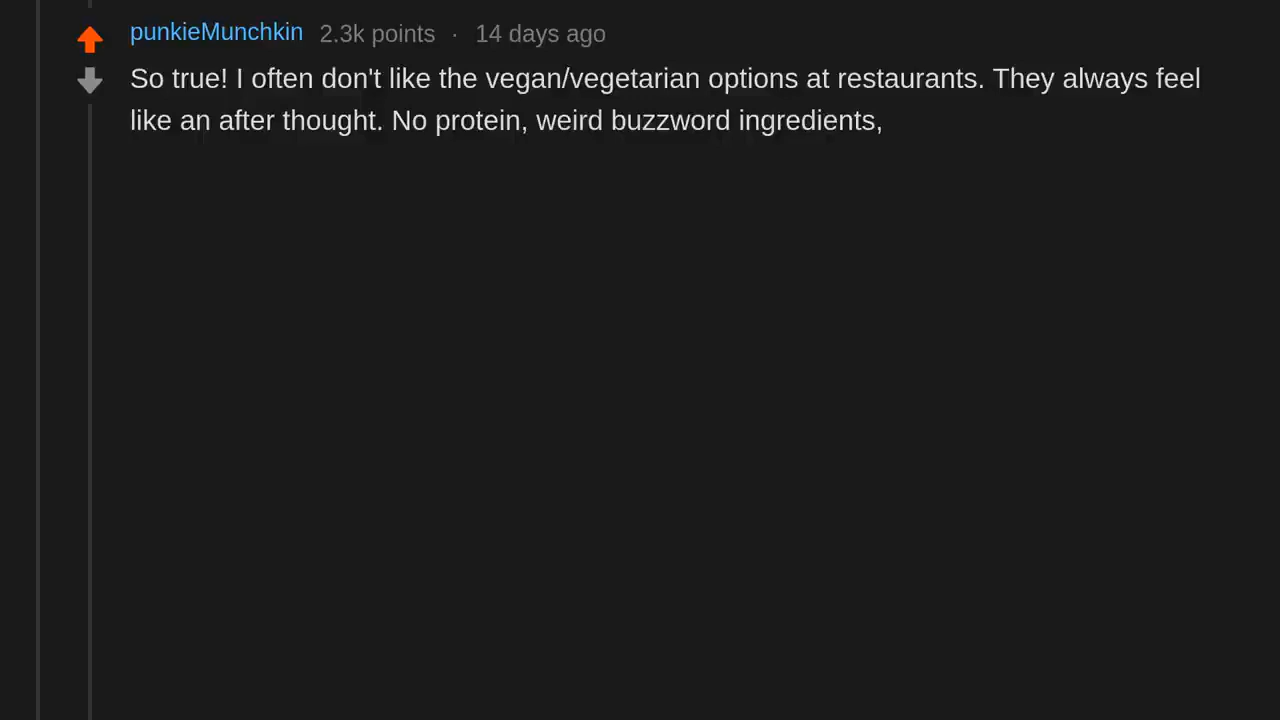 punkieMunchkin 2.3k points · 14 days ago
So true! I often don't like the vegan/vegetarian options at restaurants. They always feel
like an after thought. No protein, weird buzzword ingredients,